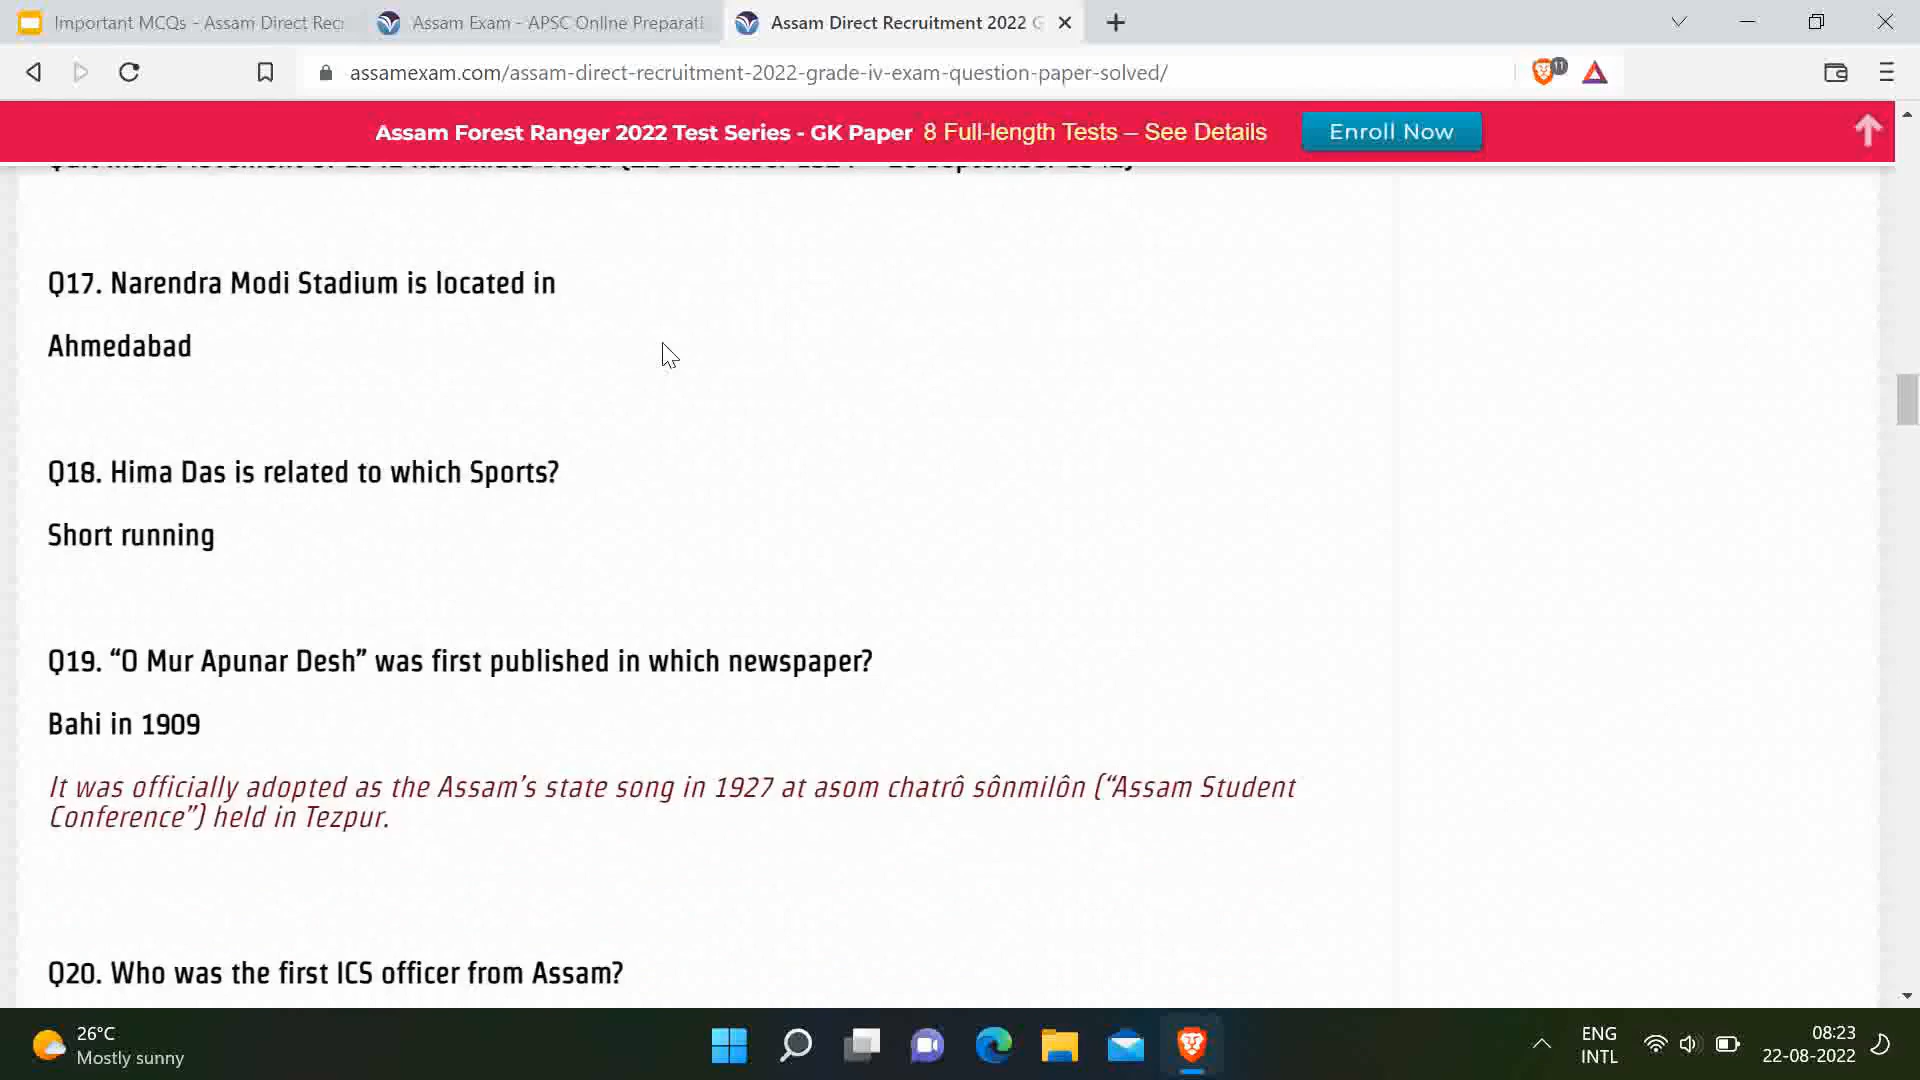 Important MCQs - Assam Direct Recr
Assam Exam - APSC Online Preparati
Assam Direct Recruitment 2022 G
assamexam.com/assam-direct-recruitment-2022-grade-iv-exam-question-paper-solved/
11
Assam Forest Ranger 2022 Test Series - GK Paper 8 Full-length Tests – See Details
Enroll Now
Q17. Narendra Modi Stadium is located in
Ahmedabad
Q18. Hima Das is related to which Sports?
Short running
Q19. “O Mur Apunar Desh” was first published in which newspaper?
Bahi in 1909
It was officially adopted as the Assam’s state song in 1927 at asom chatrô sônmilôn (“Assam Student
Conference”) held in Tezpur.
Q20. Who was the first ICS officer from Assam?
26°C
Mostly sunny
ENG
INTL
08:23
22-08-2022